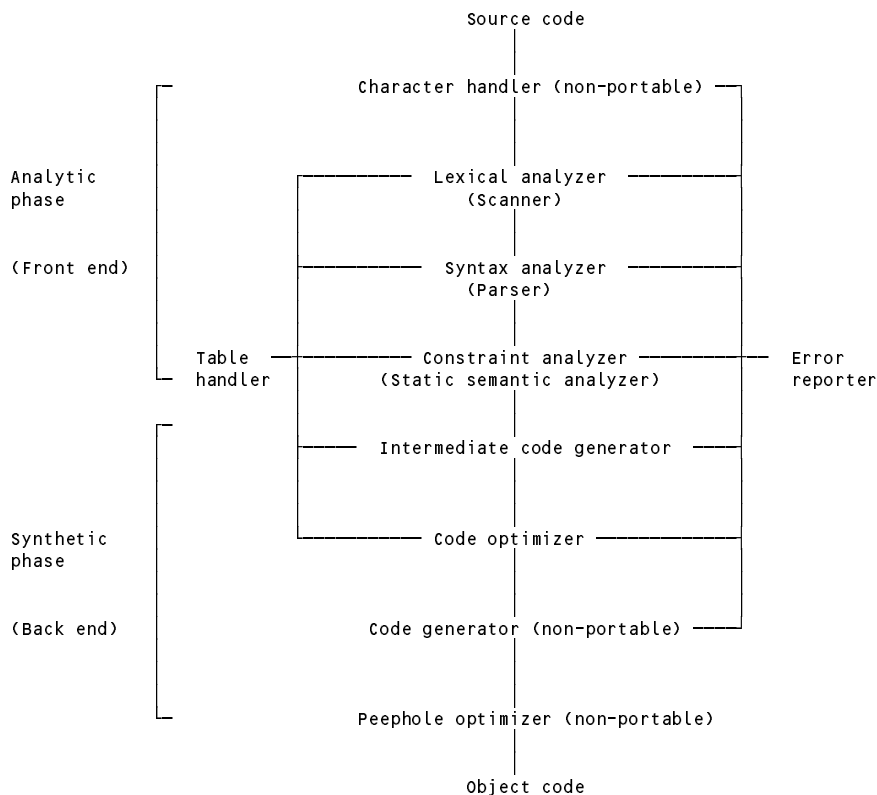 Source code
Character handler (non-portable)
Analytic
phase
Lexical analyzer
(Scanner)
(Front end)
Syntax analyzer
(Parser)
Table
handler
Constraint analyzer
(Static semantic analyzer)
Error
reporter
Intermediate code generator
Synthetic
phase
Code optimizer
(Back end)
Code generator (non-portable)
Peephole optimizer (non-portable)
Object code